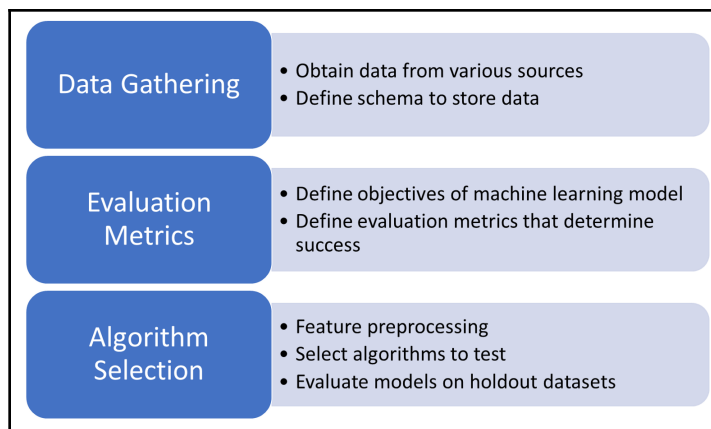 Data Gathering
• Obtain data from various sources
• Define schema to store data
Evaluation
Metrics
• Define objectives of machine learning model
• Define evaluation metrics that determine
success
Algorithm
Selection
• Feature preprocessing
• Select algorithms to test
• Evaluate models on holdout datasets